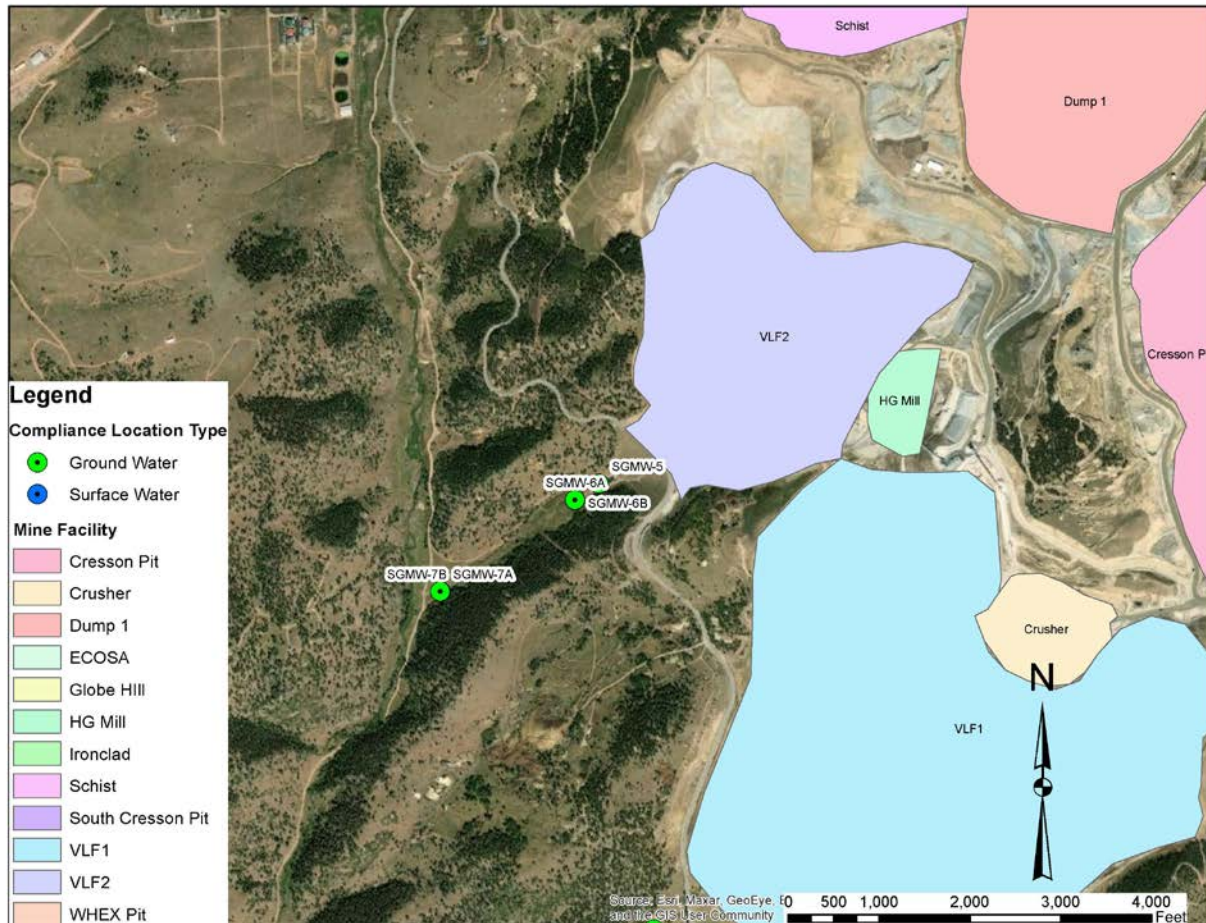 Schist
Dump 1
VLF2
Cresson P
HG Mill
SGMW-5
SGMW-6A
SGMW-6B
SGMW-7B SGMW-7A
Crusher
N
VLF1
Legend
Compliance Location Type
Ground Water
Surface Water
Mine Facility
Cresson Pit
Crusher
Dump 1
ECOSA
Globe HIll
HG Mill
Ironclad
Schist
South Cresson Pit
VLF1
VLF2
WHEX Pit
Source: Esri, Maxar, GeoEye, E
and the GIS User Community
0 500 1,000 2,000 3,000 4,000
Feet